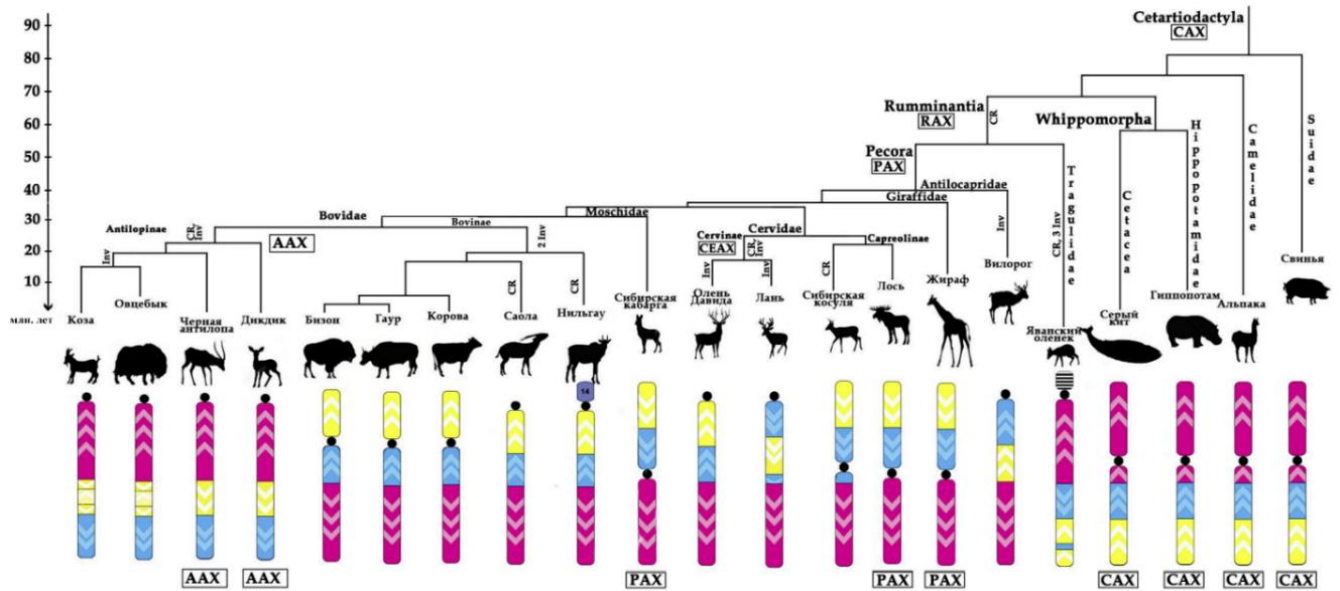 90
80
70
60
50
40
30
20
10
млн. лет
Cetartiodactyla
CAX
Rumminantia
RAX
CR
Whippomorpha
Pecora
PAX
Hippopotamidae
Camelidae
Suidae
Cetacea
Tragulidae
CR, 3 Inv
Antilocapridae
Inv
Giraffidae
Moschidae
Bovidae
Bovinae
2 Inv
Antilopinae
CR, Inv
AAX
Inv
Cervidae
Cervinae
CEAX
CR, Inv
Inv
Inv
Capreolinae
CR
CR
Коза
Овцебык
Черная
антилопа
Дикдик
Бизон
Гаур
Корова
Саола
Нильгау
Сибирская
кабарга
Олень
Давида
Лань
Сибирская
косуля
Лось
Жираф
Вилорог
Яванский
оленек
Серый
кит
Гиппопотам
Альпака
Свинья
14
AAX
AAX
PAX
PAX
PAX
CAX
CAX
CAX
CAX